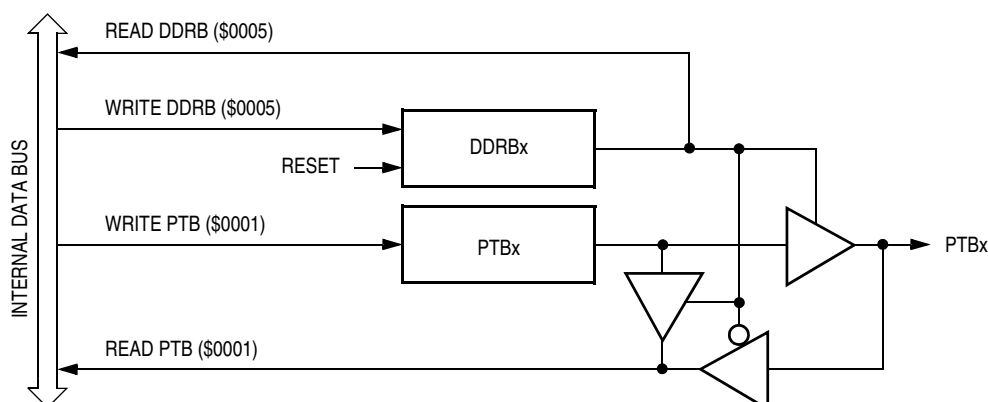 READ DDRB ($0005)
WRITE DDRB ($0005)
DDRBx
RESET
WRITE PTB ($0001)
PTBx
PTBx
READ PTB ($0001)
INTERNAL DATA BUS